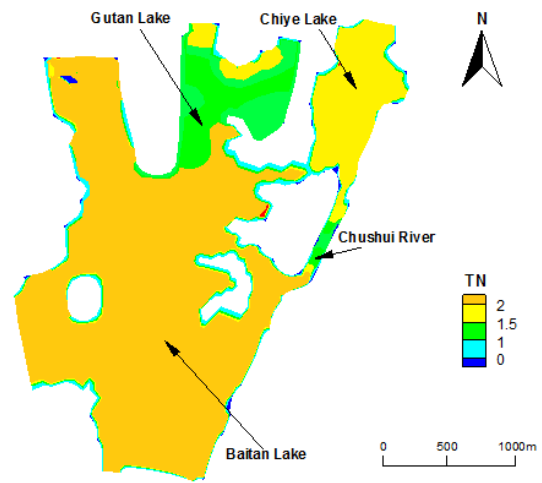 Gutan Lake
Chiye Lake
N
Chushui River
TN
2
1.5
1
0
Baitan Lake
0 500 1000m